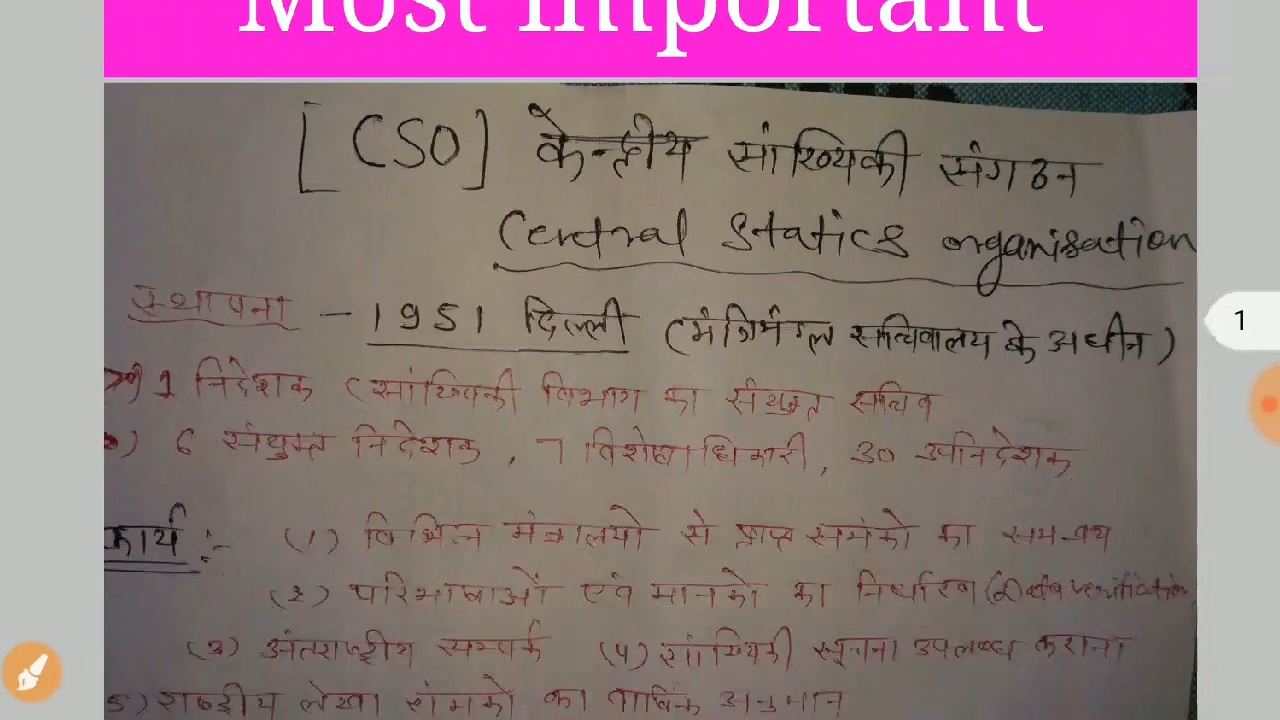 Most Important
[CSO] केन्द्रीय सांख्यिकी संगठन
Central Statics organisation
स्थापना - 1951 दिल्ली (मंत्रिमंडल सचिवालय के अधीन)
1 निदेशक (सांख्यिकी विभाग का संयुक्त सचिव
6 संयुक्त निदेशक, 7 विशेषाधिकारी, 30 उपनिदेशक
कार्य :- (1) विभिन्न मंत्रालयो से प्राप्त समंको का समन्वय
(2) परिभाषाओं एवं मानको का निर्धारण (Data verification
(3) अंतराष्ट्रीय सम्पर्क (4) सांख्यिकी सूचना उपलब्ध कराना
5) राष्ट्रीय लेखा समंको का वार्षिक अनुमान
1